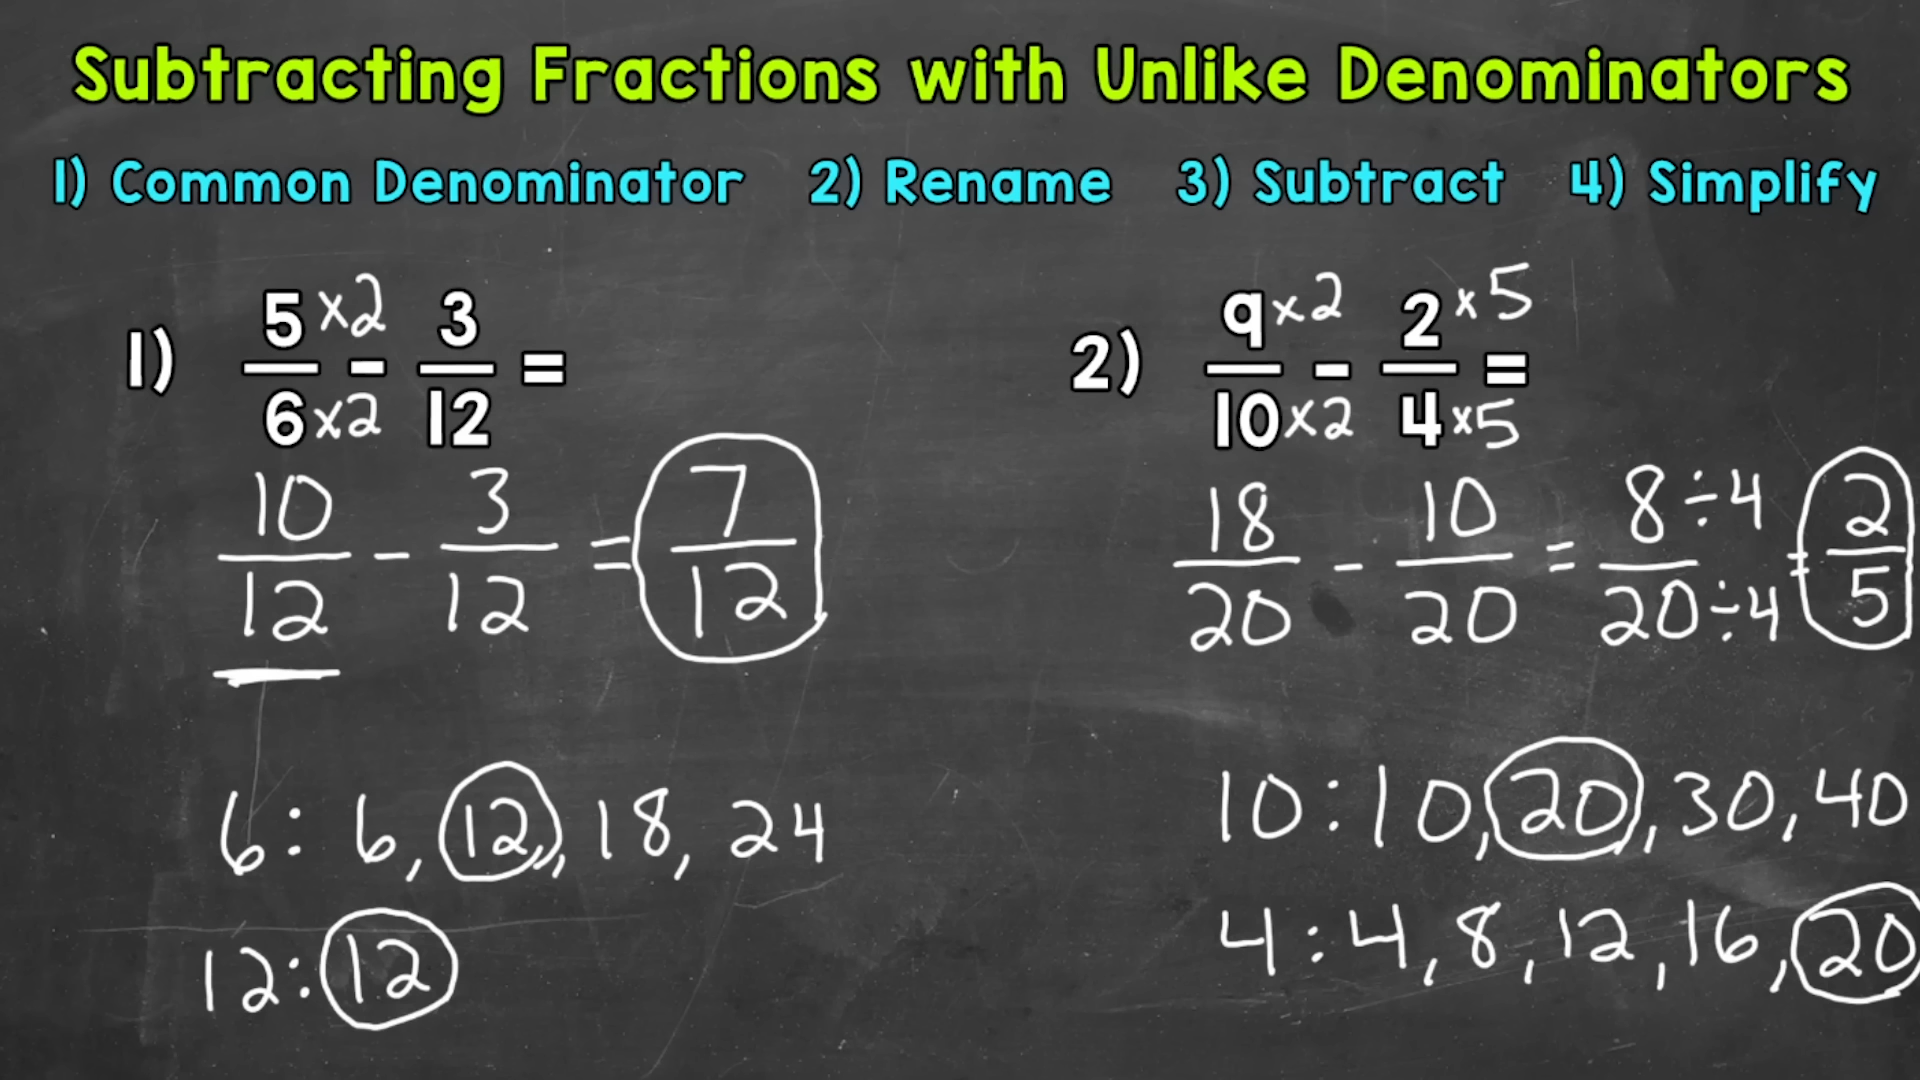 Subtracting Fractions with Unlike Denominators
1) Common Denominator 2) Rename 3) Subtract 4) Simplify
1) 5×2/6×2 - 3/12 =
10/12 - 3/12 = 7/12
6: 6, 12, 18, 24
12: 12
2) 9×2/10×2 - 2×5/4×5 =
18/20 - 10/20 = 8÷4/20÷4 = 2/5
10: 10, 20, 30, 40
4: 4, 8, 12, 16, 20